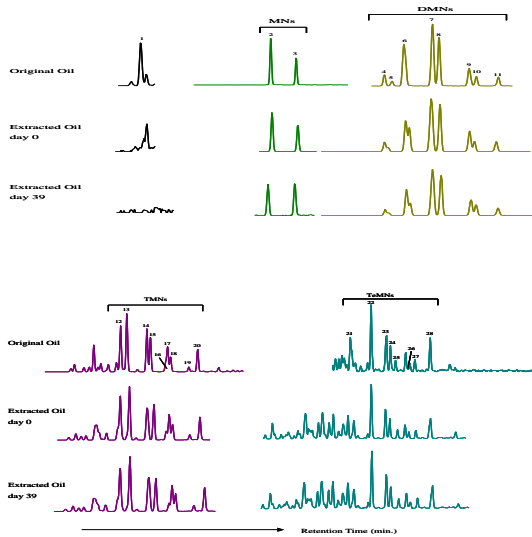 MNs DMNs
1 2 3 4 5 6 7 8 9 10 11
Original Oil
Extracted Oil
day 0
Extracted Oil
day 39
TMNs TeMNs
12 13 14 15 16 17 18 19 20 21 22 23 24 25 26 27 28
Original Oil
Extracted Oil
day 0
Extracted Oil
day 39
Retention Time (min.)